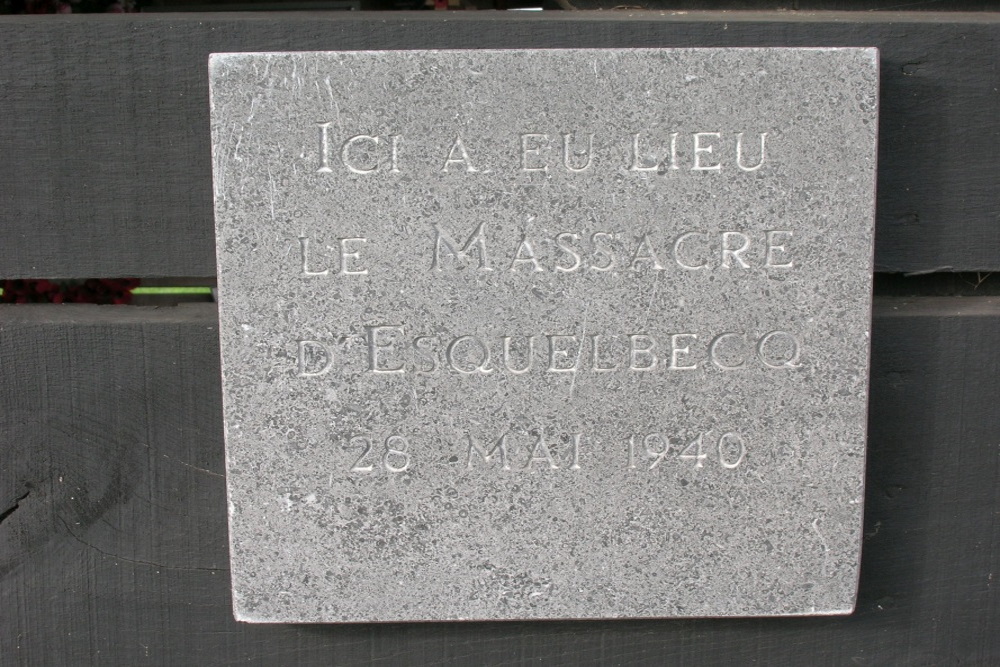 Ici a eu lieu
le Massacre
d'Esquelbecq
28 mai 1940